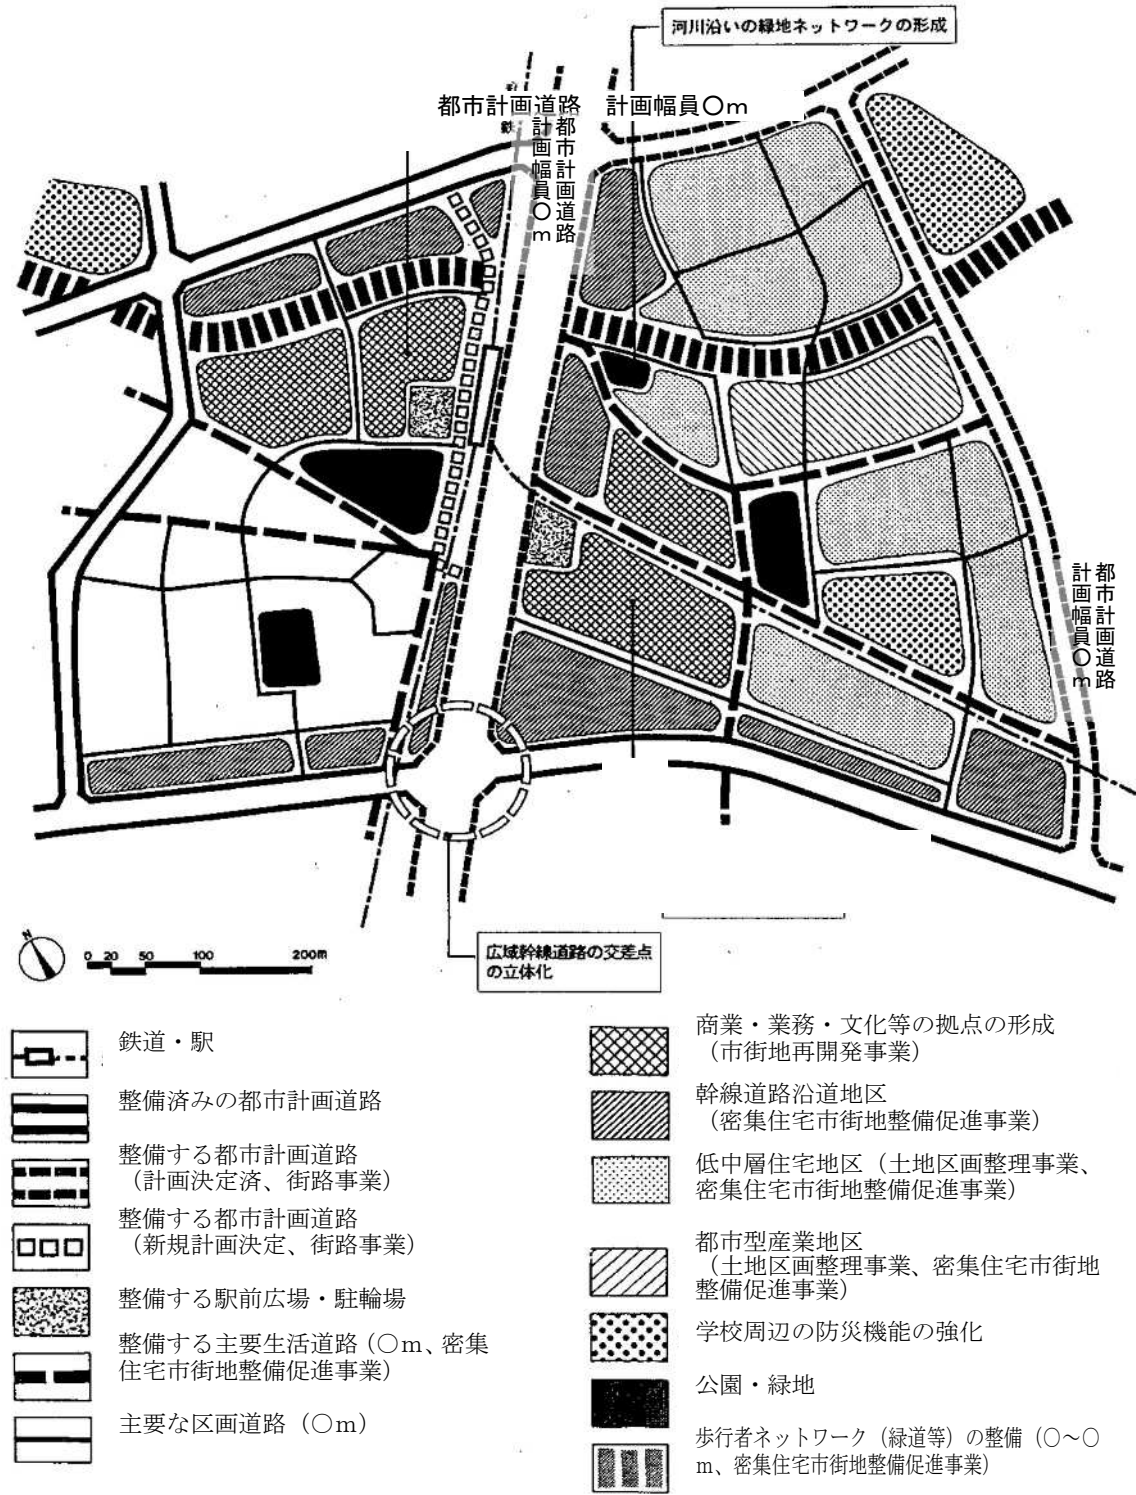 河川沿いの緑地ネットワークの形成
都市計画道路　計画幅員〇ｍ
都市計画道路
計画幅員〇ｍ
鉄
都市計画道路
計画幅員〇ｍ
N
0 20 50 100 200m
広域幹線道路の交差点
の立体化
鉄道・駅
整備済みの都市計画道路
整備する都市計画道路
（計画決定済、街路事業）
整備する都市計画道路
（新規計画決定、街路事業）
整備する駅前広場・駐輪場
整備する主要生活道路（〇ｍ、密集
住宅市街地整備促進事業）
主要な区画道路（〇ｍ）
商業・業務・文化等の拠点の形成
（市街地再開発事業）
幹線道路沿道地区
（密集住宅市街地整備促進事業）
低中層住宅地区（土地区画整理事業、
密集住宅市街地整備促進事業）
都市型産業地区
（土地区画整理事業、密集住宅市街地
整備促進事業）
学校周辺の防災機能の強化
公園・緑地
歩行者ネットワーク（緑道等）の整備（〇～〇
ｍ、密集住宅市街地整備促進事業）